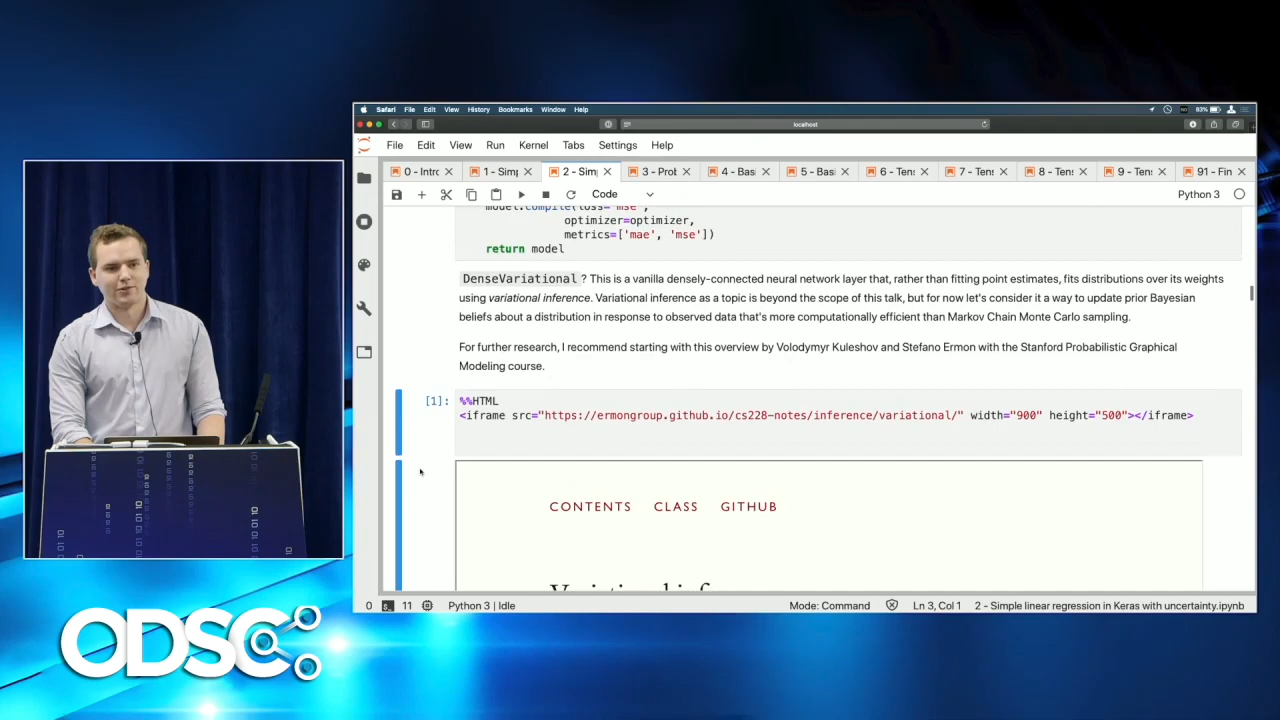 Safari File Edit View History Bookmarks Window Help 83%
localhost
File Edit View Run Kernel Tabs Settings Help
0 - Intro 1 - Simp 2 - Simp 3 - Prob 4 - Basi 5 - Basi 6 - Tens 7 - Tens 8 - Tens 9 - Tens 91 - Fin
Code Python 3
model.compile(loss='mse',
optimizer=optimizer,
metrics=['mae', 'mse'])
return model
DenseVariational ? This is a vanilla densely-connected neural network layer that, rather than fitting point estimates, fits distributions over its weights
using variational inference. Variational inference as a topic is beyond the scope of this talk, but for now let's consider it a way to update prior Bayesian
beliefs about a distribution in response to observed data that's more computationally efficient than Markov Chain Monte Carlo sampling.
For further research, I recommend starting with this overview by Volodymyr Kuleshov and Stefano Ermon with the Stanford Probabilistic Graphical
Modeling course.
[1]: %%HTML
<iframe src="https://ermongroup.github.io/cs228-notes/inference/variational/" width="900" height="500"></iframe>
CONTENTS CLASS GITHUB
0 11 Python 3 | Idle Mode: Command Ln 3, Col 1 2 - Simple linear regression in Keras with uncertainty.ipynb
ODSC